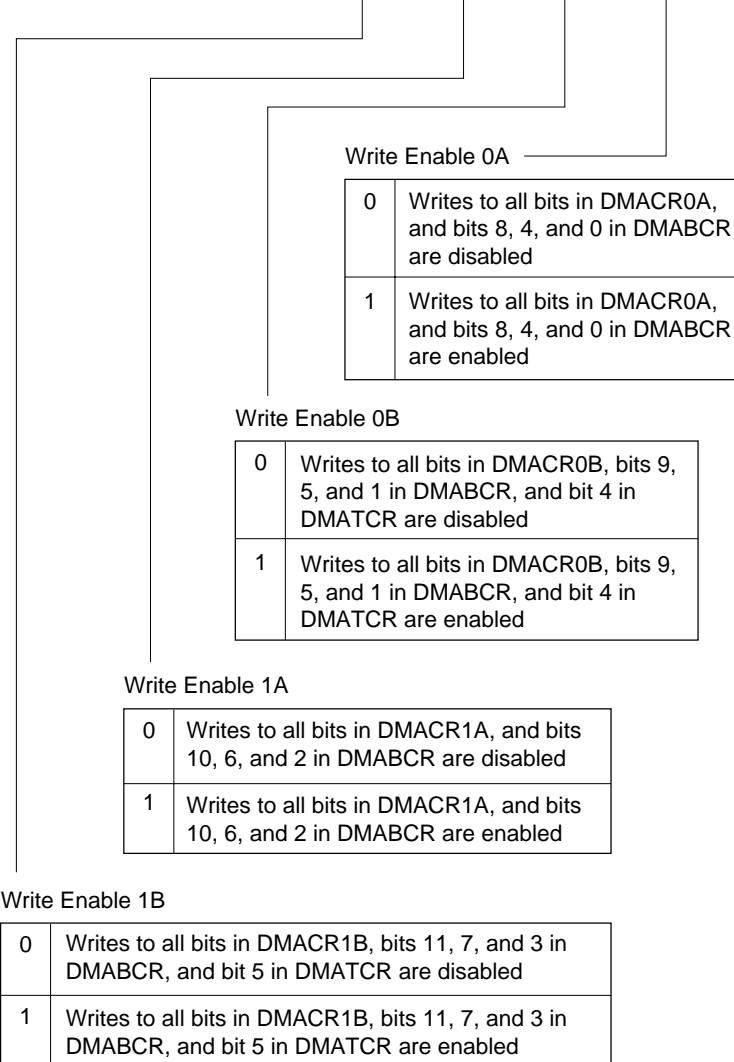 Write Enable 0A
0 Writes to all bits in DMACR0A,
and bits 8, 4, and 0 in DMABCR
are disabled
1 Writes to all bits in DMACR0A,
and bits 8, 4, and 0 in DMABCR
are enabled
Write Enable 0B
0 Writes to all bits in DMACR0B, bits 9,
5, and 1 in DMABCR, and bit 4 in
DMATCR are disabled
1 Writes to all bits in DMACR0B, bits 9,
5, and 1 in DMABCR, and bit 4 in
DMATCR are enabled
Write Enable 1A
0 Writes to all bits in DMACR1A, and bits
10, 6, and 2 in DMABCR are disabled
1 Writes to all bits in DMACR1A, and bits
10, 6, and 2 in DMABCR are enabled
Write Enable 1B
0 Writes to all bits in DMACR1B, bits 11, 7, and 3 in
DMABCR, and bit 5 in DMATCR are disabled
1 Writes to all bits in DMACR1B, bits 11, 7, and 3 in
DMABCR, and bit 5 in DMATCR are enabled